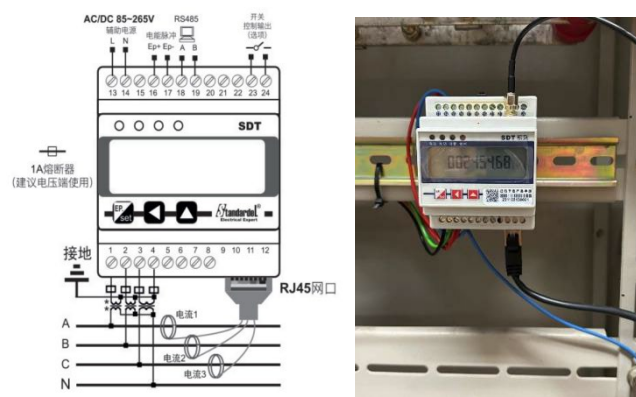 AC/DC 85~265V
辅助电源
L N
RS485
电能脉冲
Ep+ Ep- A B
开关
控制输出
(选项)
13 14 15 16 17 18 19 20 21 22 23 24
SDT
1A熔断器
(建议电压端使用)
EP
set
StandardeL®
Electrical Expert
接地
1 2 3 4 5 6 7 8 9 10 11 12
RJ45网口
* *
A
电流1
B
电流2
C
电流3
N
SDT
002454.68